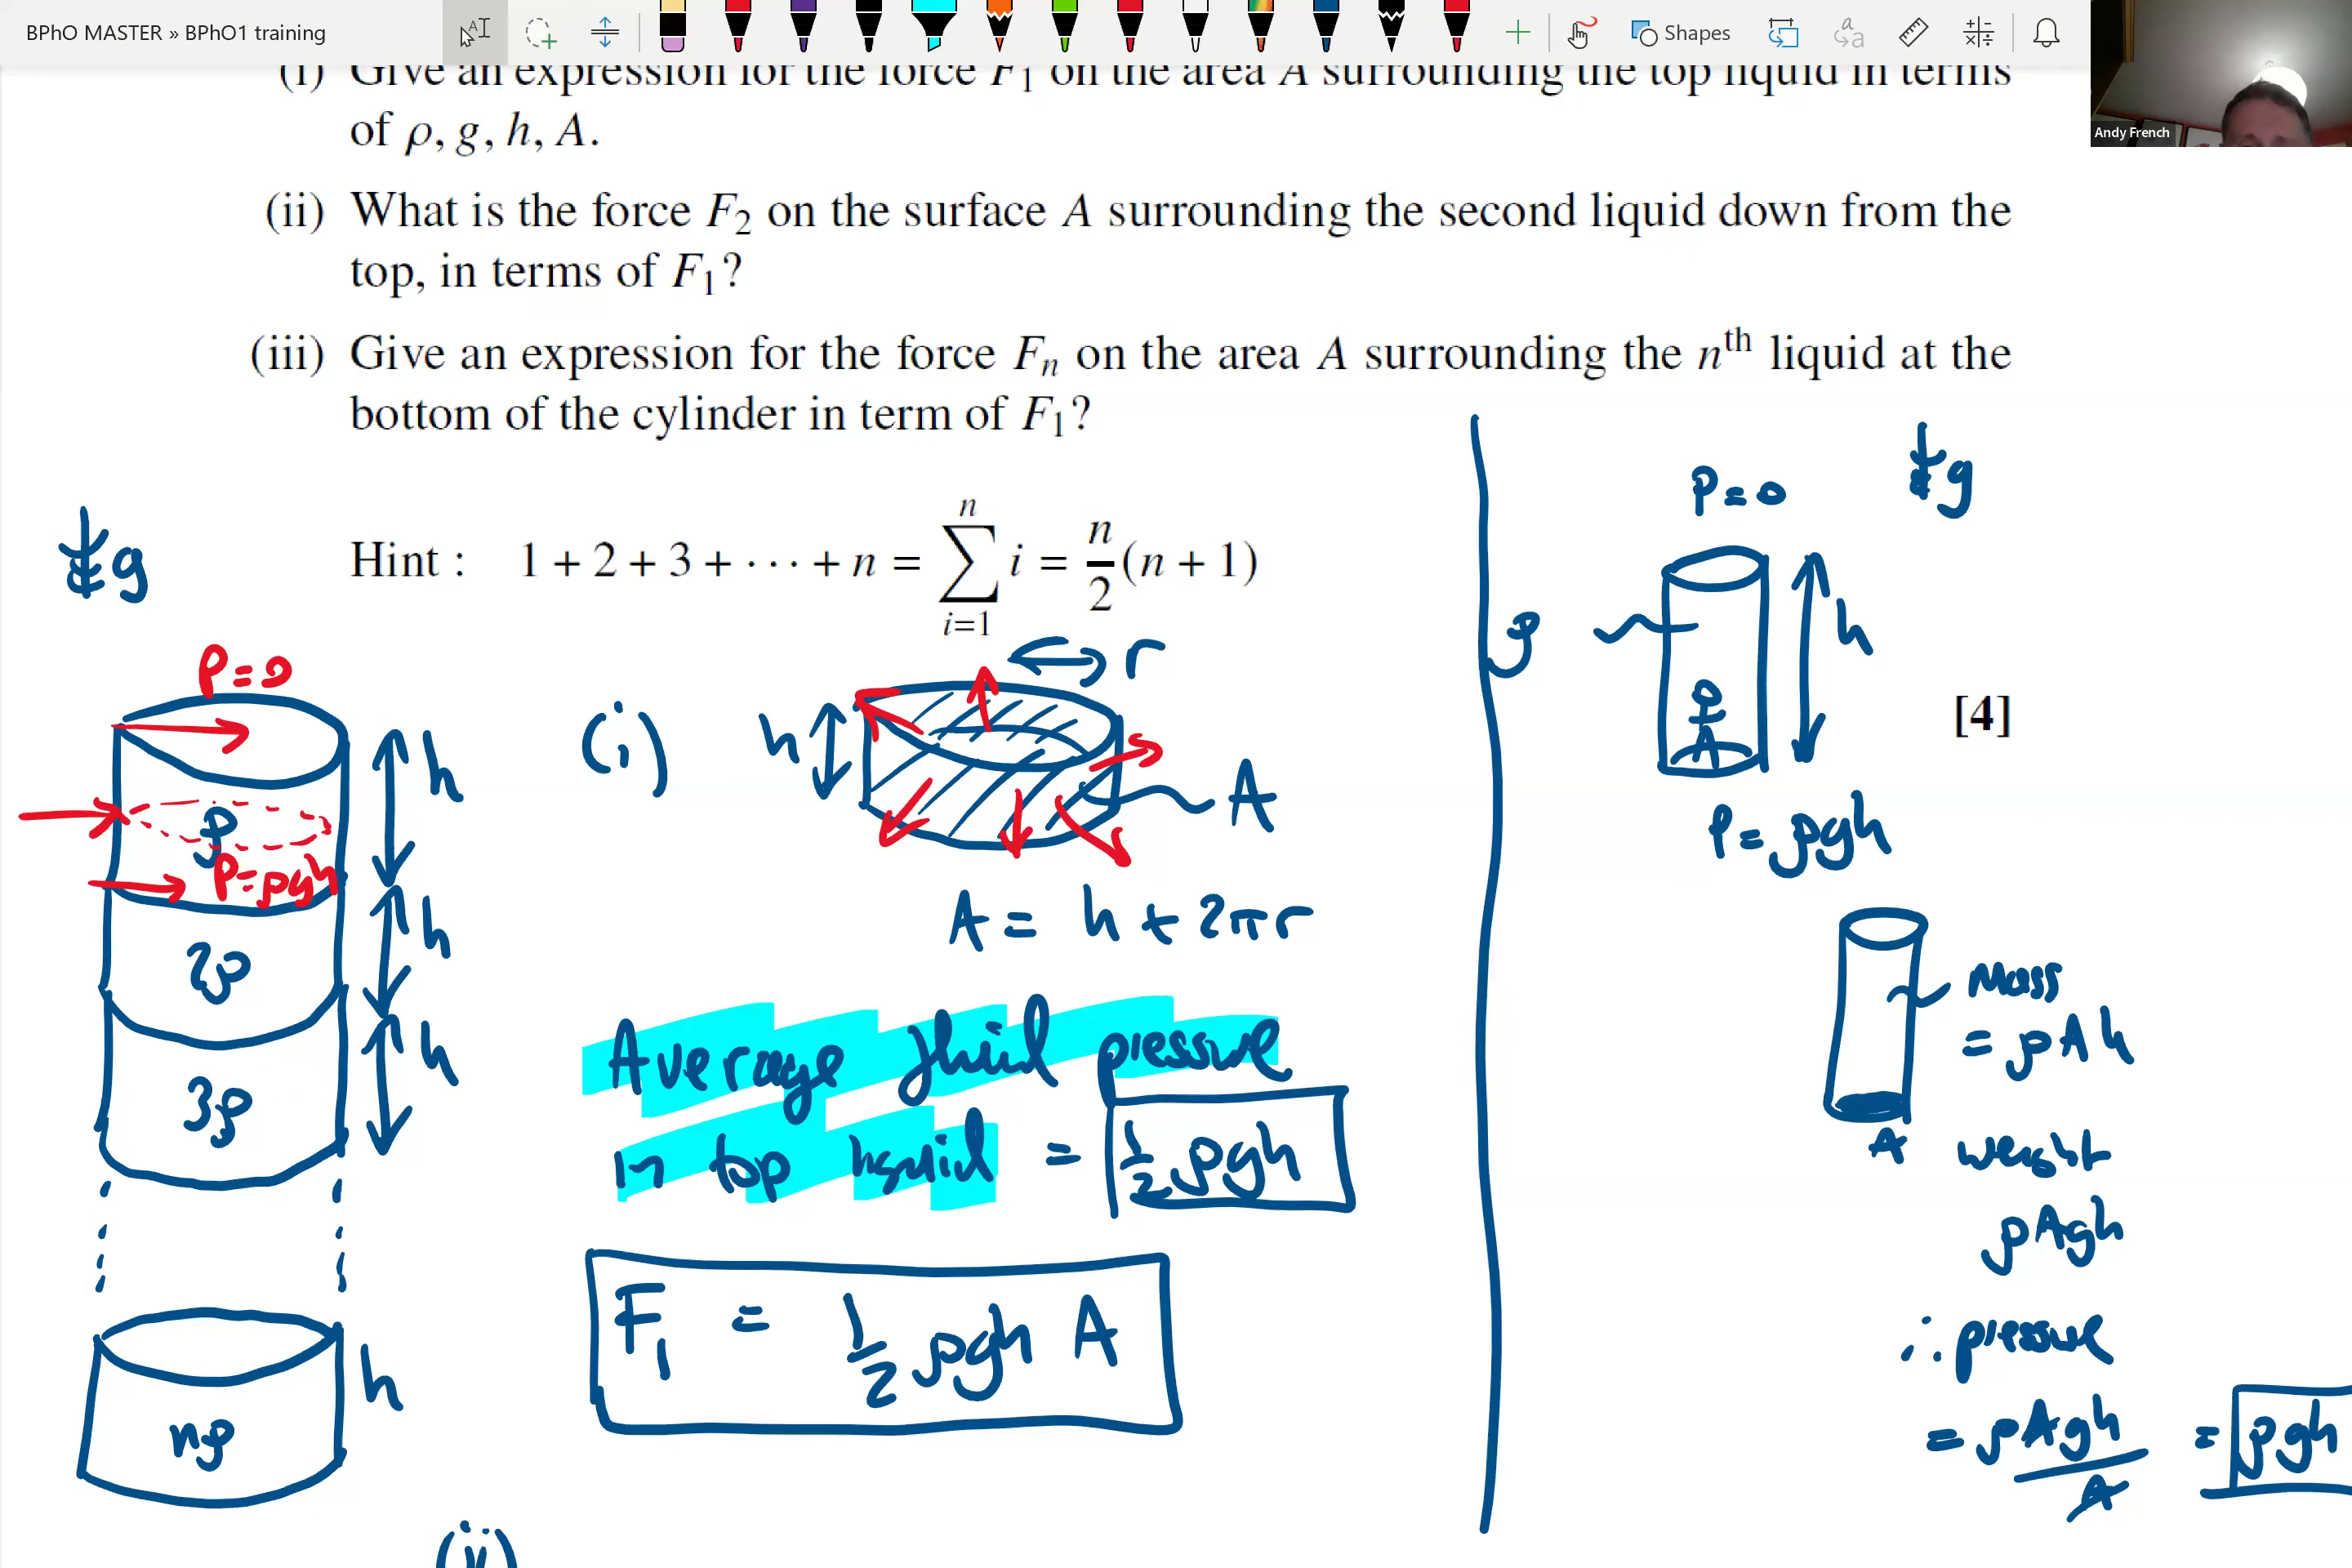 BPhO MASTER » BPhO1 training
Shapes
Andy French
(i) Give an expression for the force F₁ on the area A surrounding the top liquid in terms
of ρ, g, h, A.
(ii) What is the force F₂ on the surface A surrounding the second liquid down from the
top, in terms of F₁?
(iii) Give an expression for the force Fₙ on the area A surrounding the nᵗʰ liquid at the
bottom of the cylinder in term of F₁?
Hint : 1 + 2 + 3 + · · · + n = ∑ᵢ₌₁ⁿ i = n/2 (n + 1)
[4]
g
P=0
h
ρ
P=ρgh
h
2ρ
h
3ρ
h
nρ
(i)
h
r
A
A = h × 2πr
Average fluid pressure
in top liquid = ½ ρgh
F₁ = ½ ρgh A
(ii)
P=0
g
ρ
h
A
P=ρgh
Mass
= ρAh
A
weight
ρAgh
∴ pressure
= ρAgh/A = ρgh